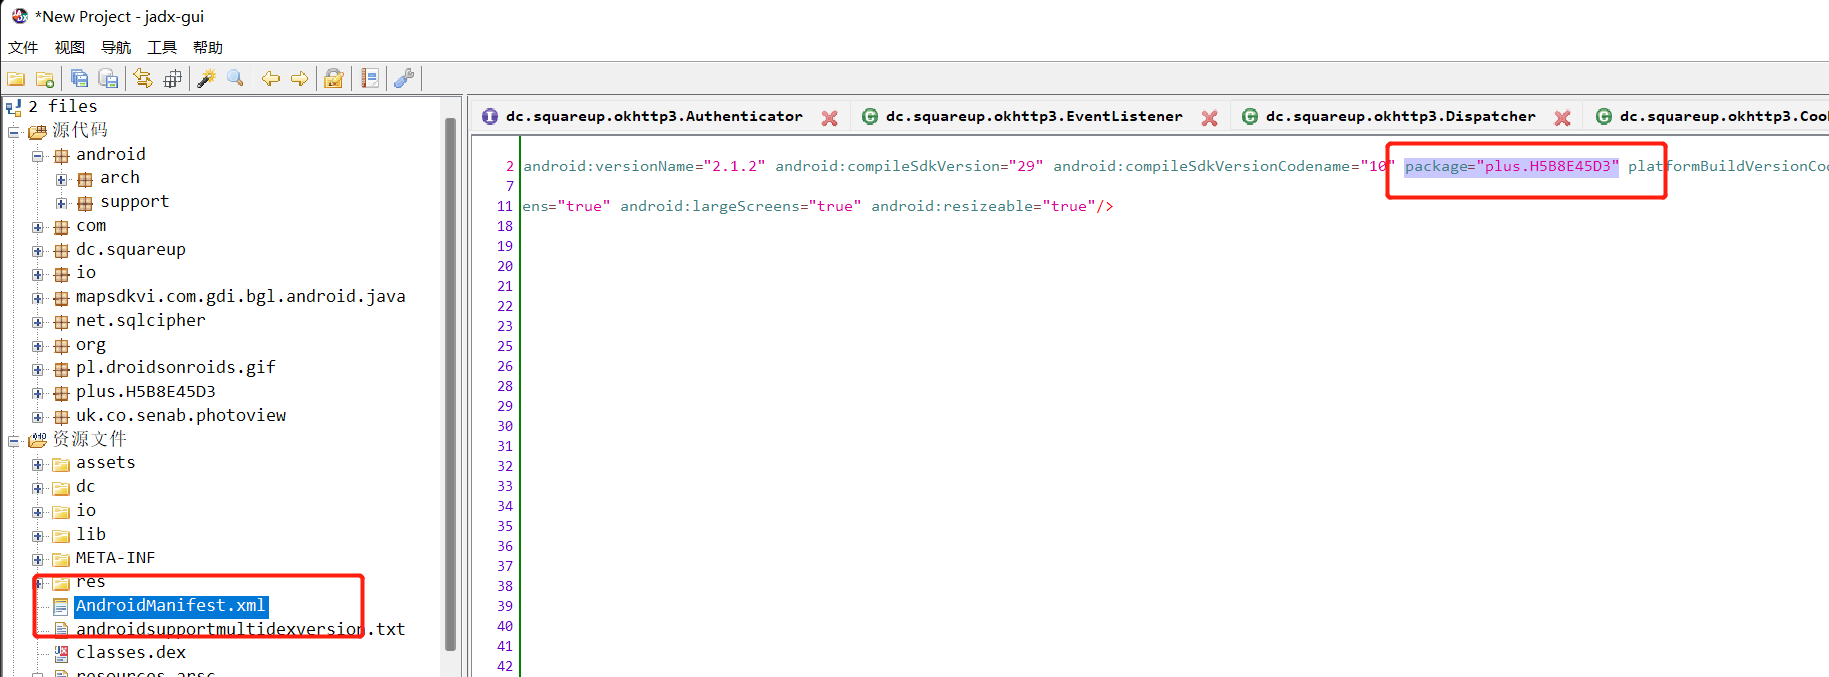 *New Project - jadx-gui
文件 视图 导航 工具 帮助
2 files
源代码
android
arch
support
com
dc.squareup
io
mapsdkvi.com.gdi.bgl.android.java
net.sqlcipher
org
pl.droidsonroids.gif
plus.H5B8E45D3
uk.co.senab.photoview
资源文件
assets
dc
io
lib
META-INF
res
AndroidManifest.xml
androidsupportmultidexversion.txt
classes.dex
resources.arsc
dc.squareup.okhttp3.Authenticator dc.squareup.okhttp3.EventListener dc.squareup.okhttp3.Dispatcher dc.squareup.okhttp3.Coo
2 android:versionName="2.1.2" android:compileSdkVersion="29" android:compileSdkVersionCodename="10" package="plus.H5B8E45D3" platformBuildVersionCo
7
11 ens="true" android:largeScreens="true" android:resizeable="true"/>
18
19
20
21
22
23
25
26
28
29
30
31
32
33
34
35
36
37
38
39
40
41
42